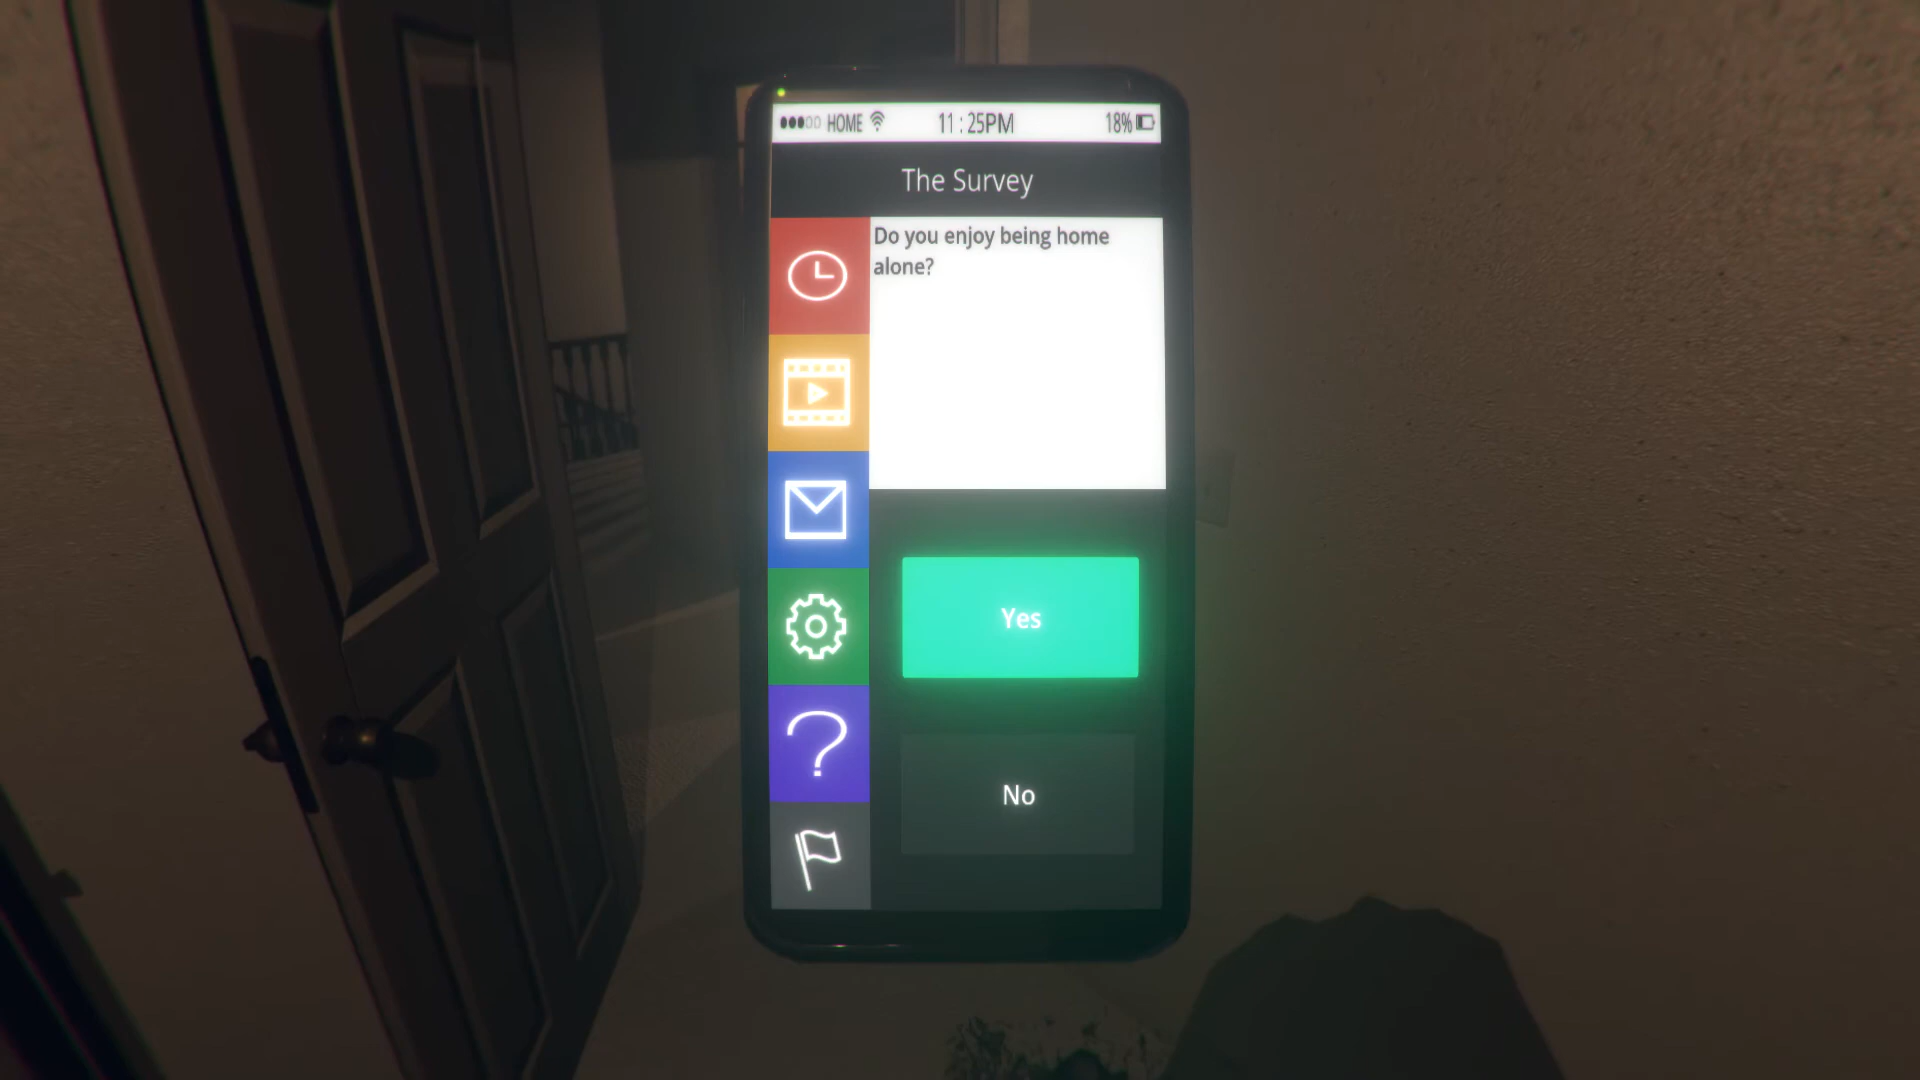 HOME 11:25PM 18%
The Survey
Do you enjoy being home
alone?
Yes
No